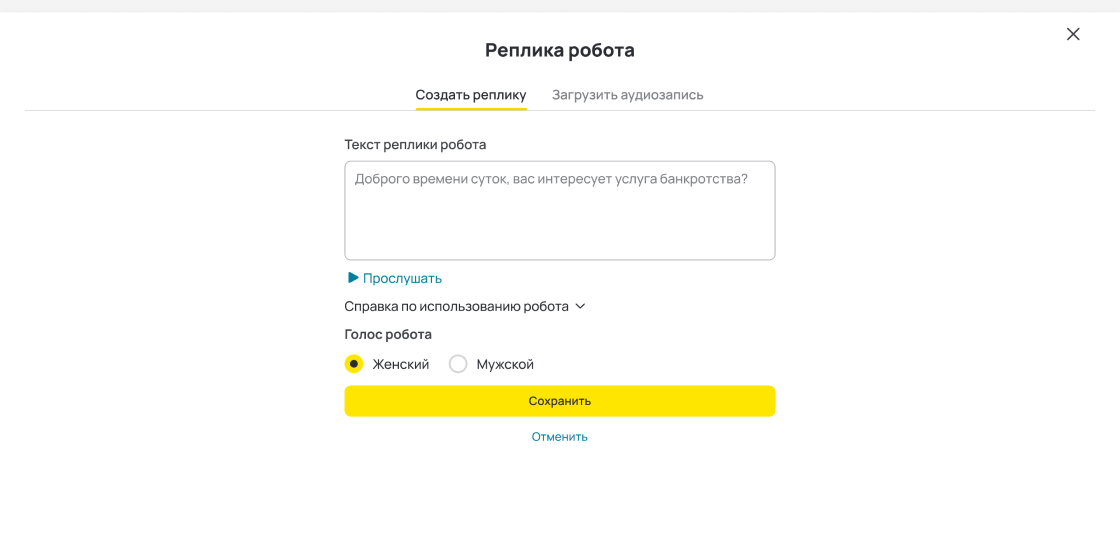 Реплика робота
Создать реплику Загрузить аудиозапись
Текст реплики робота
Доброго времени суток, вас интересует услуга банкротства?
Прослушать
Справка по использованию робота
Голос робота
Женский Мужской
Сохранить
Отменить